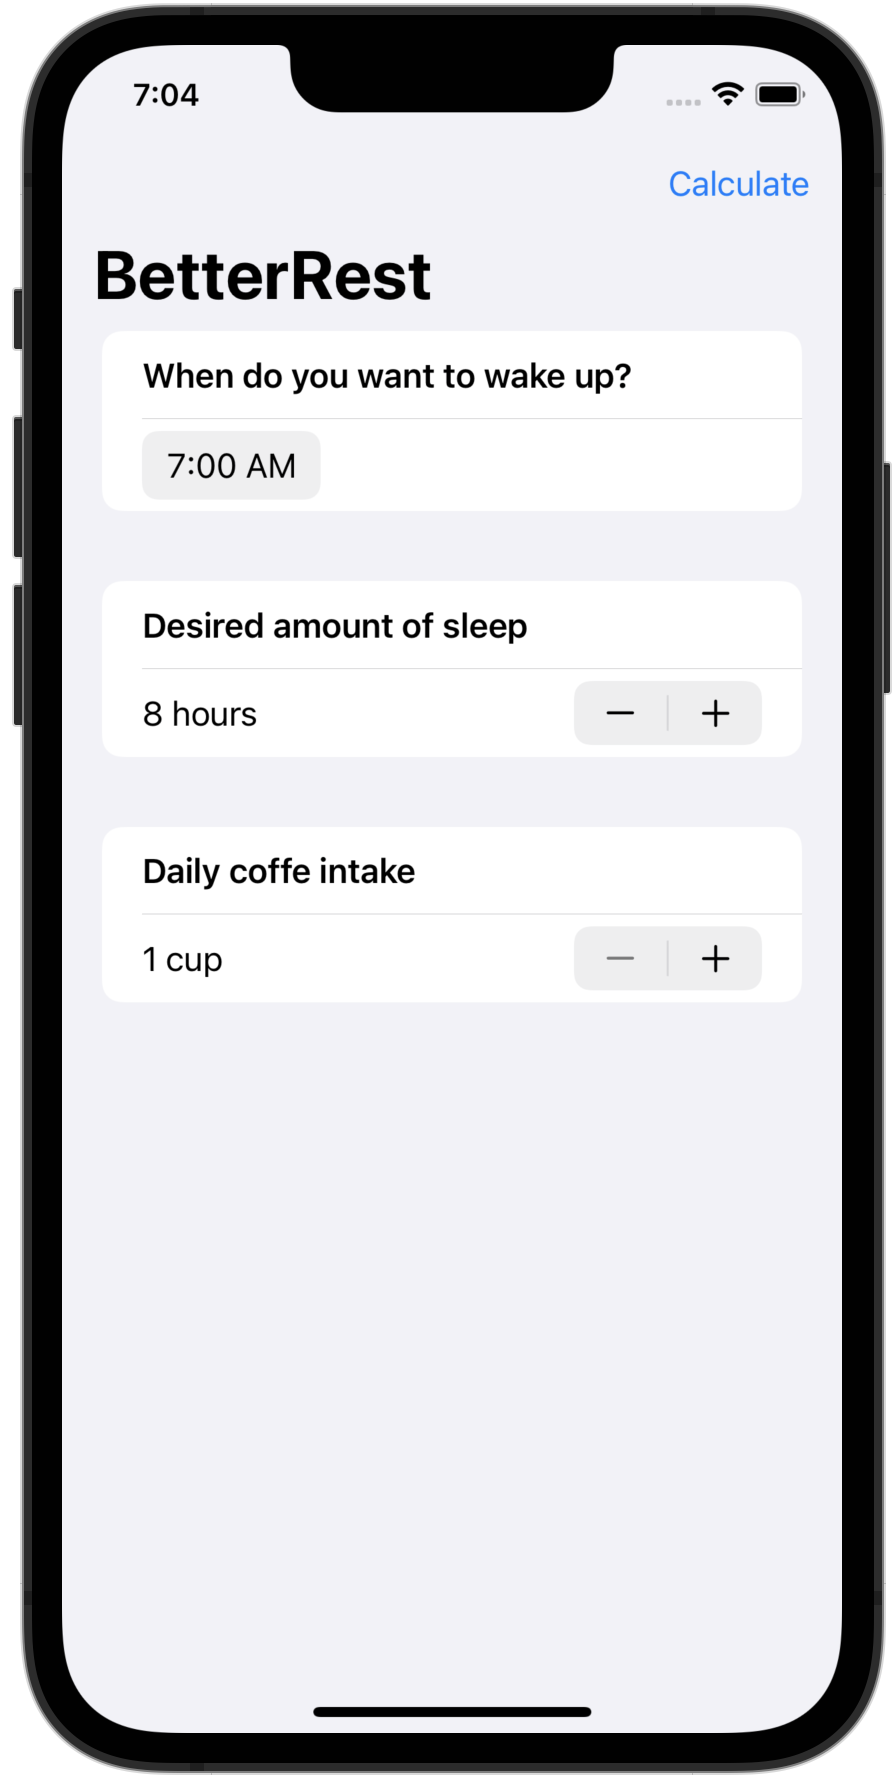 7:04
Calculate
BetterRest
When do you want to wake up?
7:00 AM
Desired amount of sleep
8 hours
Daily coffe intake
1 cup